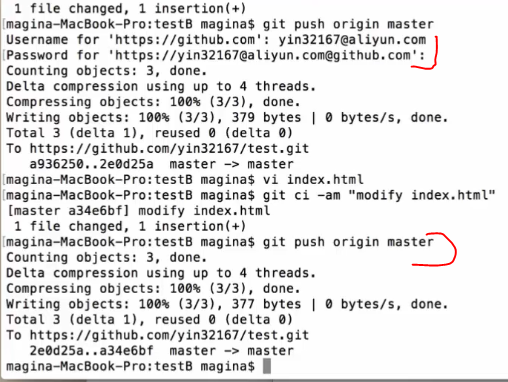 1 file changed, 1 insertion(+)
[magina-MacBook-Pro:testB magina$ git push origin master
Username for 'https://github.com': yin32167@aliyun.com
[Password for 'https://yin32167@aliyun.com@github.com':
Counting objects: 3, done.
Delta compression using up to 4 threads.
Compressing objects: 100% (3/3), done.
Writing objects: 100% (3/3), 379 bytes | 0 bytes/s, done.
Total 3 (delta 1), reused 0 (delta 0)
To https://github.com/yin32167/test.git
a936250..2e0d25a  master -> master
[magina-MacBook-Pro:testB magina$ vi index.html
[magina-MacBook-Pro:testB magina$ git ci -am "modify index.html"
[master a34e6bf] modify index.html
1 file changed, 1 insertion(+)
[magina-MacBook-Pro:testB magina$ git push origin master
Counting objects: 3, done.
Delta compression using up to 4 threads.
Compressing objects: 100% (3/3), done.
Writing objects: 100% (3/3), 377 bytes | 0 bytes/s, done.
Total 3 (delta 1), reused 0 (delta 0)
To https://github.com/yin32167/test.git
2e0d25a..a34e6bf  master -> master
magina-MacBook-Pro:testB magina$